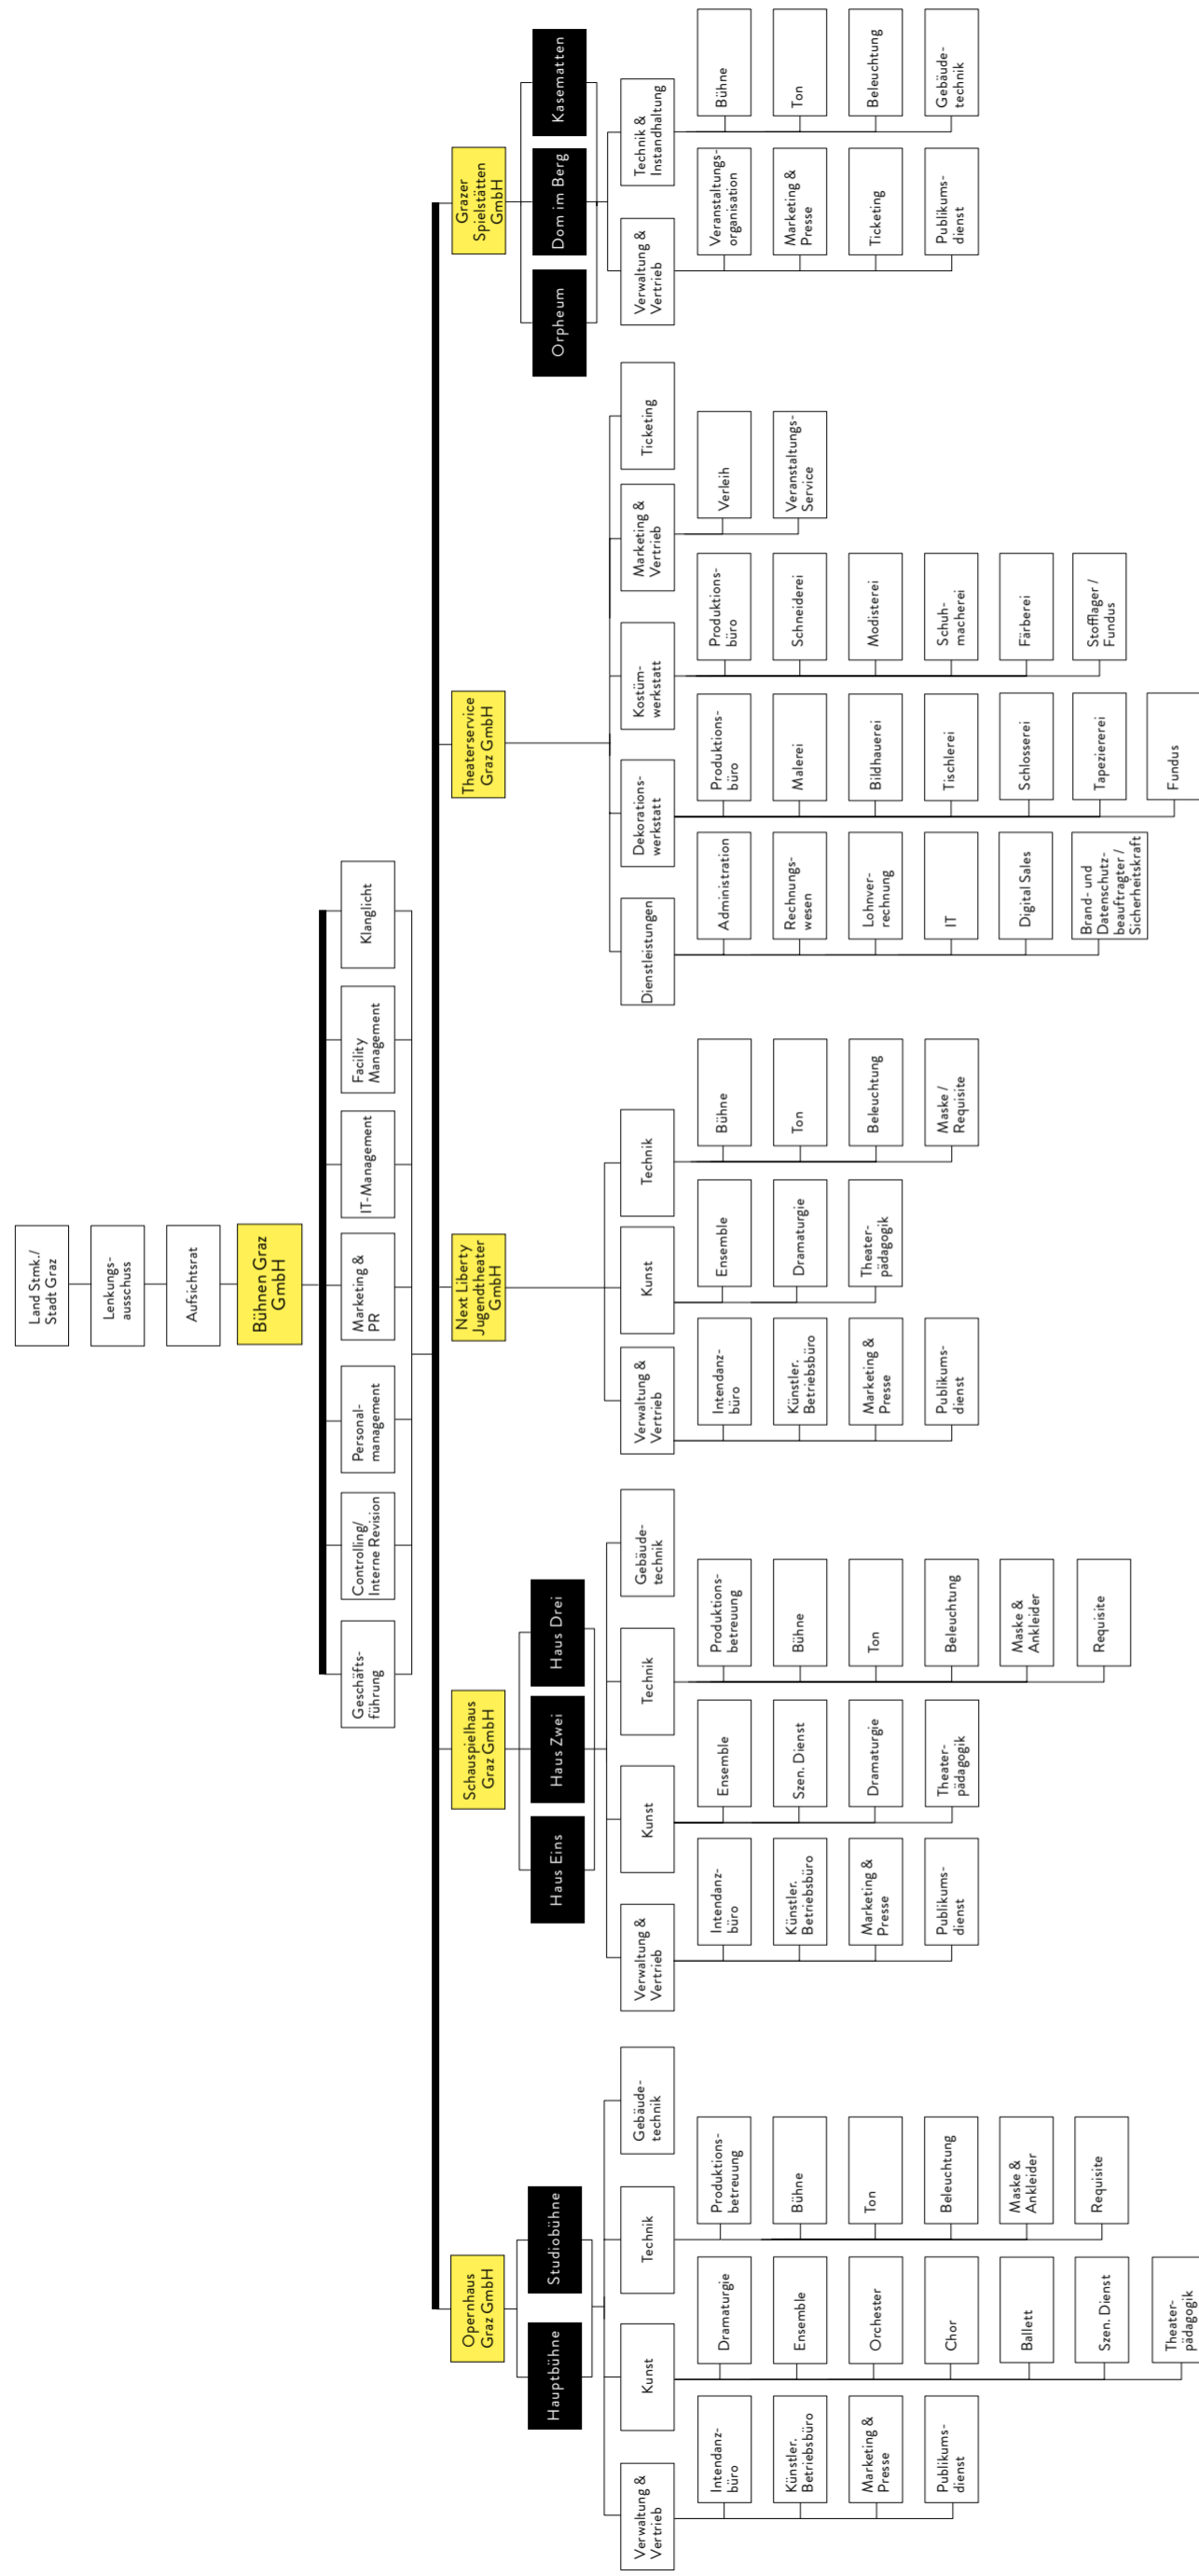 Land Stmk./
Stadt Graz
Lenkungs-
ausschuss
Aufsichtsrat
Bühnen Graz
GmbH
Geschäfts-
führung
Controlling/
Interne Revision
Personal-
management
Marketing &
PR
IT-Management
Facility
Management
Klanglicht
Opernhaus
Graz GmbH
Hauptbühne
Studiobühne
Verwaltung &
Vertrieb
Intendanz-
büro
Künstler.
Betriebsbüro
Marketing &
Presse
Publikums-
dienst
Kunst
Dramaturgie
Ensemble
Orchester
Chor
Ballett
Szen. Dienst
Theater-
pädagogik
Technik
Produktions-
betreuung
Bühne
Ton
Beleuchtung
Maske &
Ankleider
Requisite
Gebäude-
technik
Schauspielhaus
Graz GmbH
Haus Eins
Haus Zwei
Haus Drei
Verwaltung &
Vertrieb
Intendanz-
büro
Künstler.
Betriebsbüro
Marketing &
Presse
Publikums-
dienst
Kunst
Ensemble
Szen. Dienst
Dramaturgie
Theater-
pädagogik
Technik
Produktions-
betreuung
Bühne
Ton
Beleuchtung
Maske &
Ankleider
Requisite
Gebäude-
technik
Next Liberty
Jugendtheater
GmbH
Verwaltung &
Vertrieb
Intendanz-
büro
Künstler.
Betriebsbüro
Marketing &
Presse
Publikums-
dienst
Kunst
Ensemble
Dramaturgie
Theater-
pädagogik
Technik
Bühne
Ton
Beleuchtung
Maske /
Requisite
Theaterservice
Graz GmbH
Dienstleistungen
Administration
Rechnungs-
wesen
Lohnver-
rechnung
IT
Digital Sales
Brand- und
Datenschutz-
beauftragter /
Sicherheitskraft
Dekorations-
werkstatt
Produktions-
büro
Malerei
Bildhauerei
Tischlerei
Schlosserei
Tapeziererei
Fundus
Kostüm-
werkstatt
Produktions-
büro
Schneiderei
Modisterei
Schuh-
macherei
Färberei
Stofflager /
Fundus
Marketing &
Vertrieb
Verleih
Veranstaltungs-
Service
Ticketing
Grazer
Spielstätten
GmbH
Orpheum
Dom im Berg
Kasematten
Verwaltung &
Vertrieb
Veranstaltungs-
organisation
Marketing &
Presse
Ticketing
Publikums-
dienst
Technik &
Instandhaltung
Bühne
Ton
Beleuchtung
Gebäude-
technik